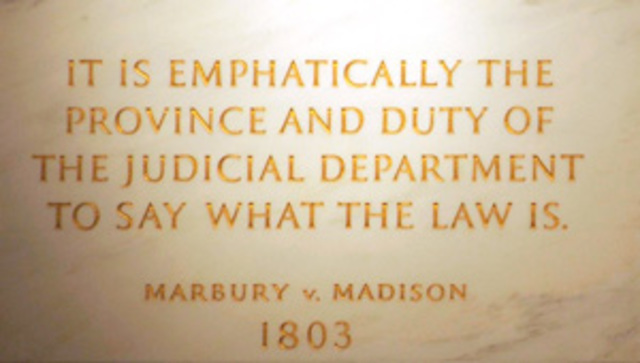 IT IS EMPHATICALLY THE
PROVINCE AND DUTY OF
THE JUDICIAL DEPARTMENT
TO SAY WHAT THE LAW IS.
MARBURY v. MADISON
1803